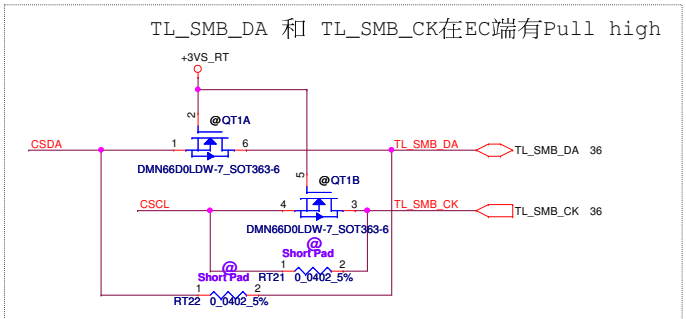 TL_SMB_DA 和 TL_SMB_CK在EC端有Pull high
+3VS_RT
2
@QT1A
CSDA
1
6
TL_SMB_DA
TL_SMB_DA 36
DMN66D0LDW-7_SOT363-6
5
@QT1B
CSCL
4
3
TL_SMB_CK
TL_SMB_CK 36
DMN66D0LDW-7_SOT363-6
@
Short Pad
1
2
RT21 0_0402_5%
@
Short Pad
1
2
RT22 0_0402_5%